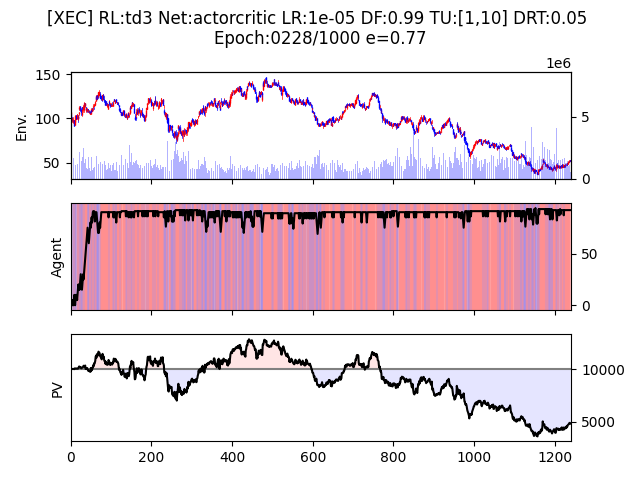 [XEC] RL:td3 Net:actorcritic LR:1e-05 DF:0.99 TU:[1,10] DRT:0.05
Epoch:0228/1000 e=0.77
1e6
150
100
50
Env.
5
0
Agent
50
0
PV
10000
5000
0
200
400
600
800
1000
1200